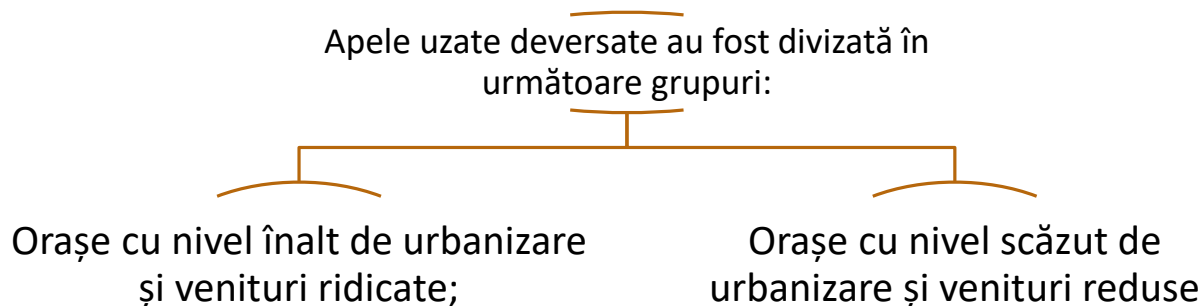 Apele uzate deversate au fost divizată în
următoare grupuri:
Orașe cu nivel înalt de urbanizare
și venituri ridicate;
Orașe cu nivel scăzut de
urbanizare și venituri reduse